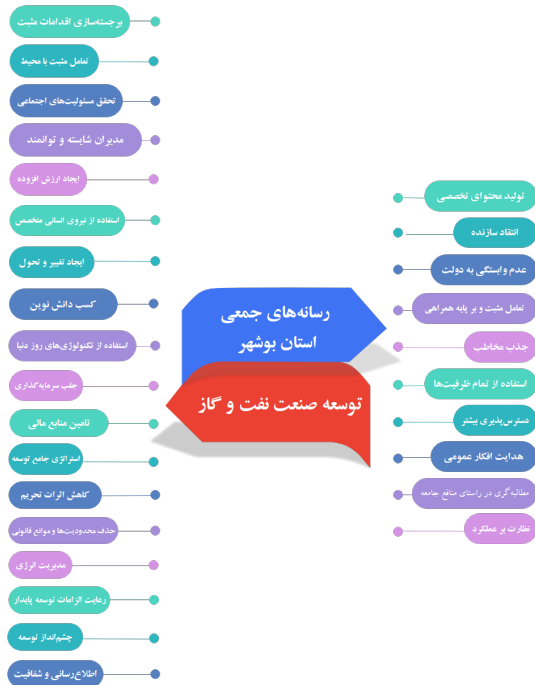 رسانه‌های جمعی
استان بوشهر
توسعه صنعت نفت و گاز
تولید محتوای تخصصی
انتقاد سازنده
عدم وابستگی به دولت
تعامل مثبت و بر پایه همراهی
جذب مخاطب
استفاده از تمام ظرفیت‌ها
دسترس‌پذیری بیشتر
هدایت افکار عمومی
مطالبه‌گری در راستای منافع جامعه
نظارت بر عملکرد
برجسته‌سازی اقدامات مثبت
تعامل مثبت با محیط
تحقق مسئولیت‌های اجتماعی
مدیران شایسته و توانمند
ایجاد ارزش افزوده
استفاده از نیروی انسانی متخصص
ایجاد تغییر و تحول
کسب دانش نوین
استفاده از تکنولوژی‌های روز دنیا
جلب سرمایه‌گذاری
تامین منابع مالی
استراتژی جامع توسعه
کاهش اثرات تحریم
حذف محدودیت‌ها و موانع قانونی
مدیریت انرژی
رعایت الزامات توسعه پایدار
چشم‌انداز توسعه
اطلاع‌رسانی و شفافیت